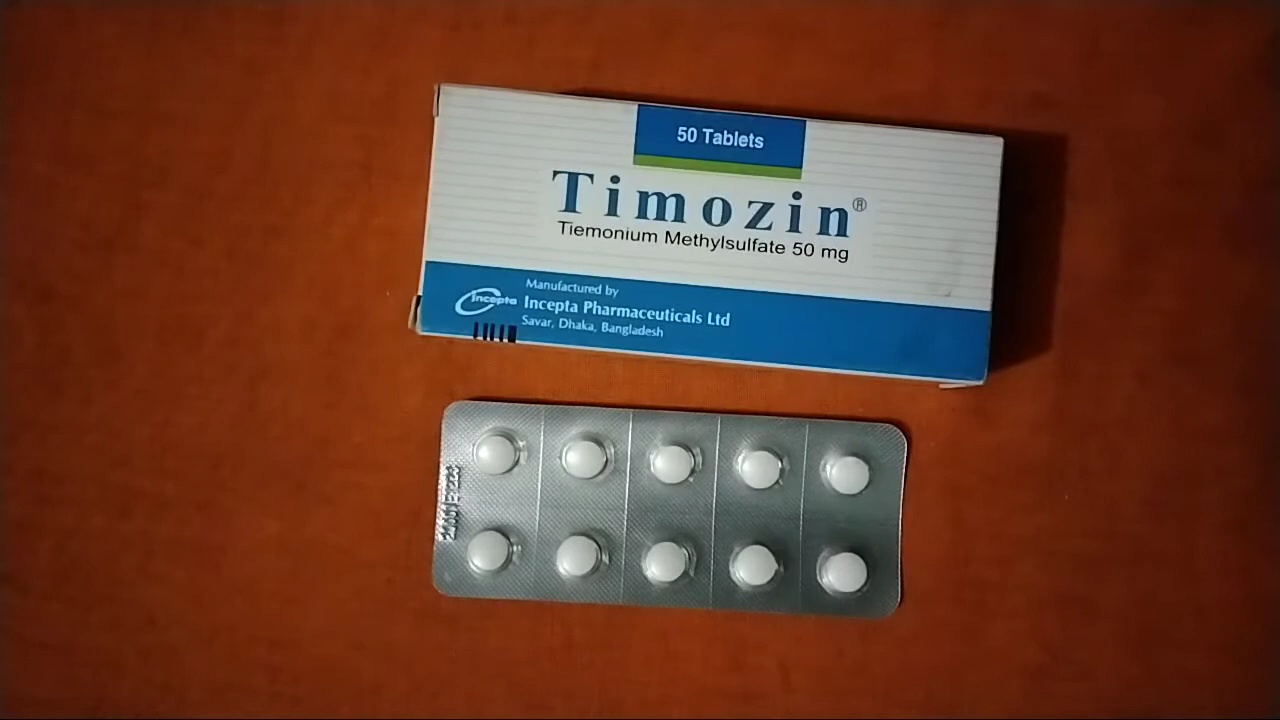 50 Tablets
Timozin®
Tiemonium Methylsulfate 50 mg
Manufactured by
Incepta
Incepta Pharmaceuticals Ltd
Savar, Dhaka, Bangladesh